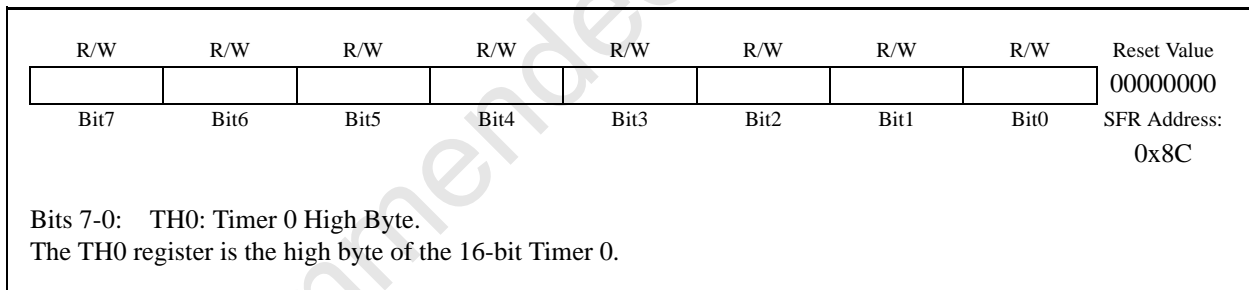 R/W R/W R/W R/W R/W R/W R/W R/W Reset Value
00000000
Bit7 Bit6 Bit5 Bit4 Bit3 Bit2 Bit1 Bit0 SFR Address:
0x8C
Bits 7-0: TH0: Timer 0 High Byte.
The TH0 register is the high byte of the 16-bit Timer 0.